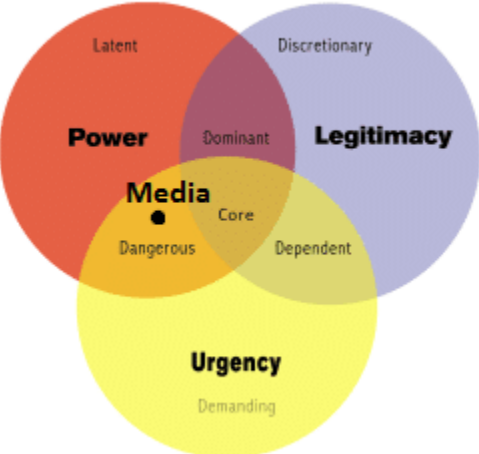 Latent
Discretionary
Power
Dominant
Legitimacy
Media
Core
Dangerous
Dependent
Urgency
Demanding